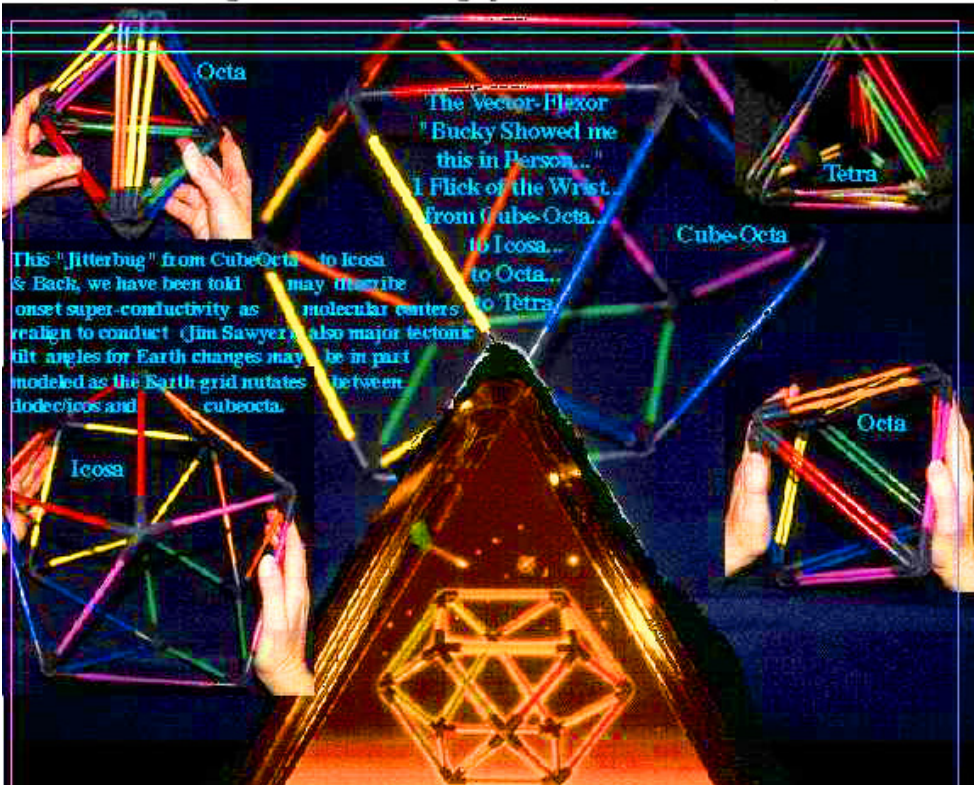 Octa
The Vector-Flexor
"Bucky Showed me
this in Person..."
1 Flick of the Wrist..
from Cube-Octa..
to Icosa...
to Octa...
to Tetra
Tetra
Cube-Octa
This "Jitterbug" from CubeOcta to Icosa
& Back, we have been told may describe
onset super-conductivity as molecular centers
realign to conduct (Jim Sawyer) also major tectonic
tilt angles for Earth changes may be in part
modeled as the Earth grid nutates between
dodec/icos and cubeocta.
Icosa
Octa